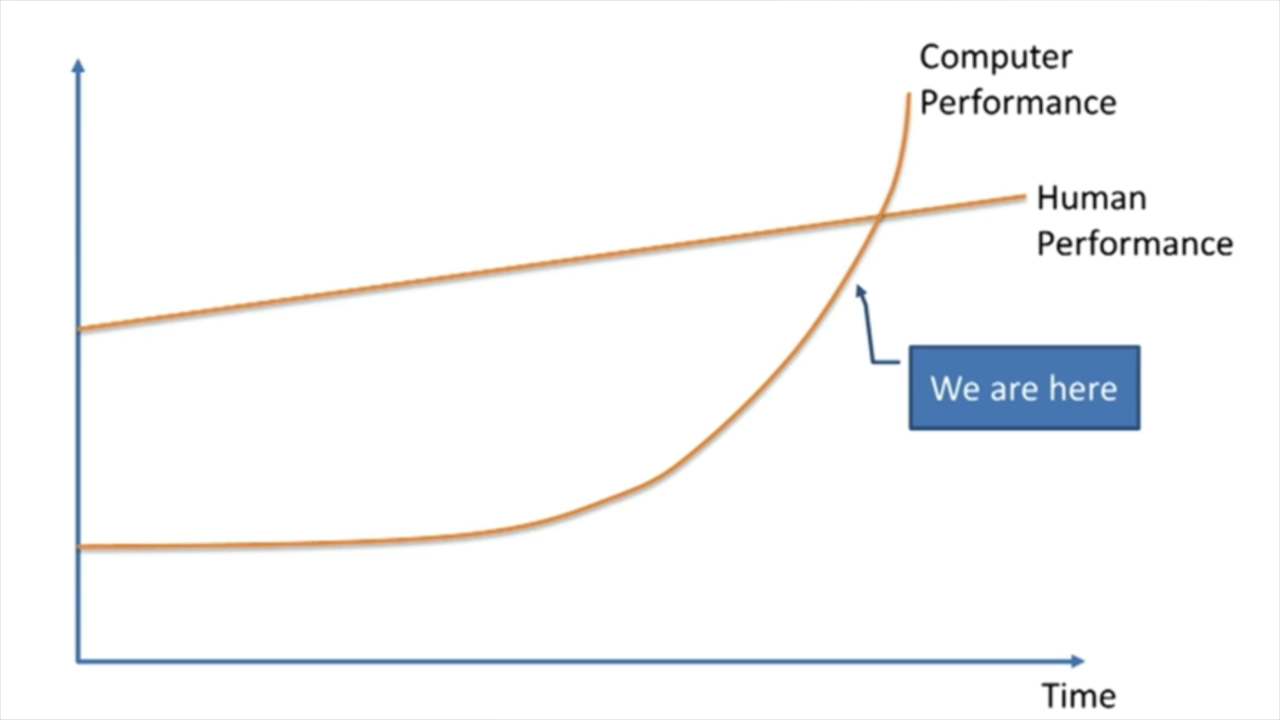 Computer
Performance
Human
Performance
We are here
Time